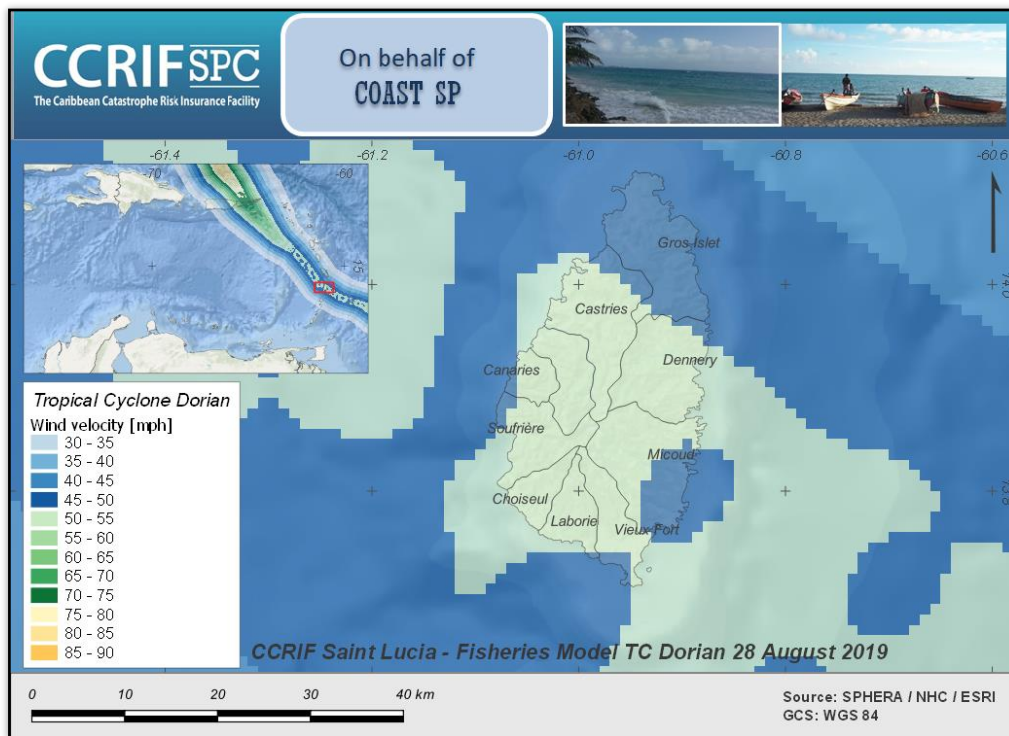 CCRIF SPC
The Caribbean Catastrophe Risk Insurance Facility
On behalf of
COAST SP
-61.4
-61.2
-61.0
-60.8
-60.6
-70
-60
15
14.0
13.8
Gros Islet
Castries
Dennery
Canaries
Soufrière
Micoud
Choiseul
Laborie
Vieux-Fort
Tropical Cyclone Dorian
Wind velocity [mph]
30 - 35
35 - 40
40 - 45
45 - 50
50 - 55
55 - 60
60 - 65
65 - 70
70 - 75
75 - 80
80 - 85
85 - 90
CCRIF Saint Lucia - Fisheries Model TC Dorian 28 August 2019
0 10 20 30 40 km
Source: SPHERA / NHC / ESRI
GCS: WGS 84